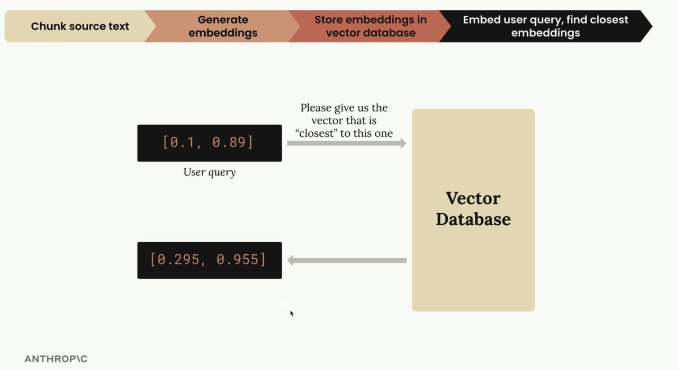 Chunk source text
Generate
embeddings
Store embeddings in
vector database
Embed user query, find closest
embeddings
Please give us the
vector that is
“closest” to this one
[0.1, 0.89]
User query
Vector
Database
[0.295, 0.955]
ANTHROP\C